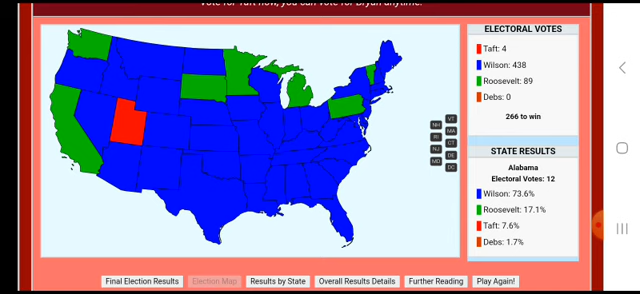 Vote for Taft now, you can vote for Bryan anytime.
ELECTORAL VOTES
Taft: 4
Wilson: 438
Roosevelt: 89
Debs: 0
266 to win
NH
VT
MA
RI
CT
NJ
DE
MD
DC
STATE RESULTS
Alabama
Electoral Votes: 12
Wilson: 73.6%
Roosevelt: 17.1%
Taft: 7.6%
Debs: 1.7%
Final Election Results Election Map Results by State Overall Results Details Further Reading Play Again!